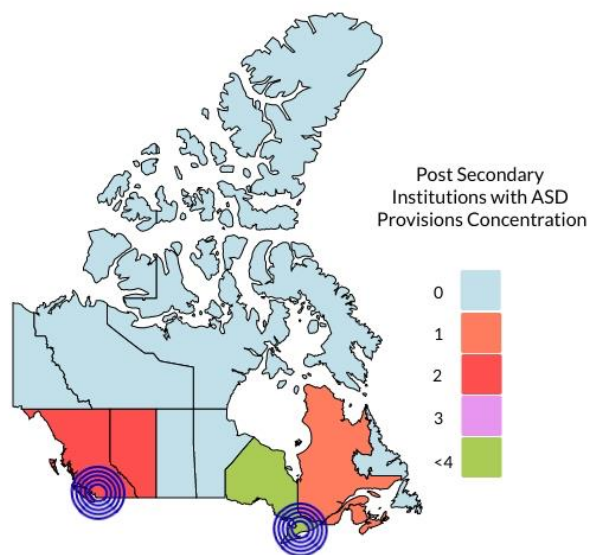 Post Secondary
Institutions with ASD
Provisions Concentration
0
1
2
3
<4